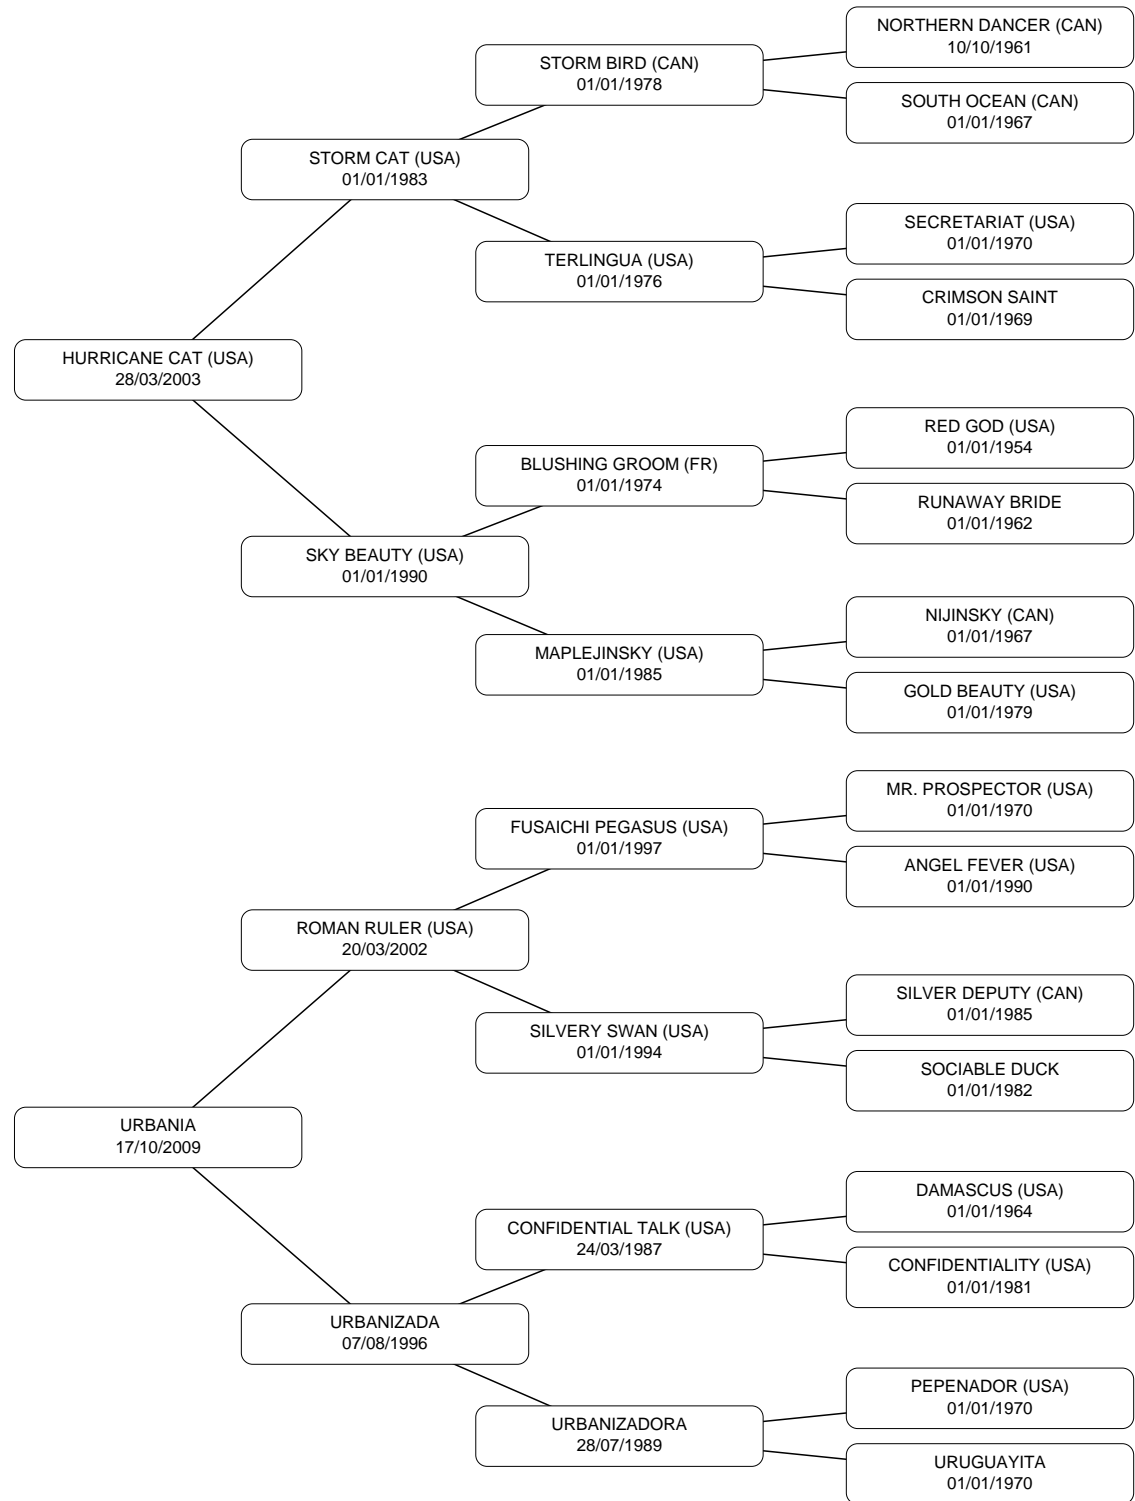 NORTHERN DANCER (CAN)
10/10/1961
STORM BIRD (CAN)
01/01/1978
SOUTH OCEAN (CAN)
01/01/1967
STORM CAT (USA)
01/01/1983
SECRETARIAT (USA)
01/01/1970
TERLINGUA (USA)
01/01/1976
CRIMSON SAINT
01/01/1969
HURRICANE CAT (USA)
28/03/2003
RED GOD (USA)
01/01/1954
BLUSHING GROOM (FR)
01/01/1974
RUNAWAY BRIDE
01/01/1962
SKY BEAUTY (USA)
01/01/1990
NIJINSKY (CAN)
01/01/1967
MAPLEJINSKY (USA)
01/01/1985
GOLD BEAUTY (USA)
01/01/1979
MR. PROSPECTOR (USA)
01/01/1970
FUSAICHI PEGASUS (USA)
01/01/1997
ANGEL FEVER (USA)
01/01/1990
ROMAN RULER (USA)
20/03/2002
SILVER DEPUTY (CAN)
01/01/1985
SILVERY SWAN (USA)
01/01/1994
SOCIABLE DUCK
01/01/1982
URBANIA
17/10/2009
DAMASCUS (USA)
01/01/1964
CONFIDENTIAL TALK (USA)
24/03/1987
CONFIDENTIALITY (USA)
01/01/1981
URBANIZADA
07/08/1996
PEPENADOR (USA)
01/01/1970
URBANIZADORA
28/07/1989
URUGUAYITA
01/01/1970